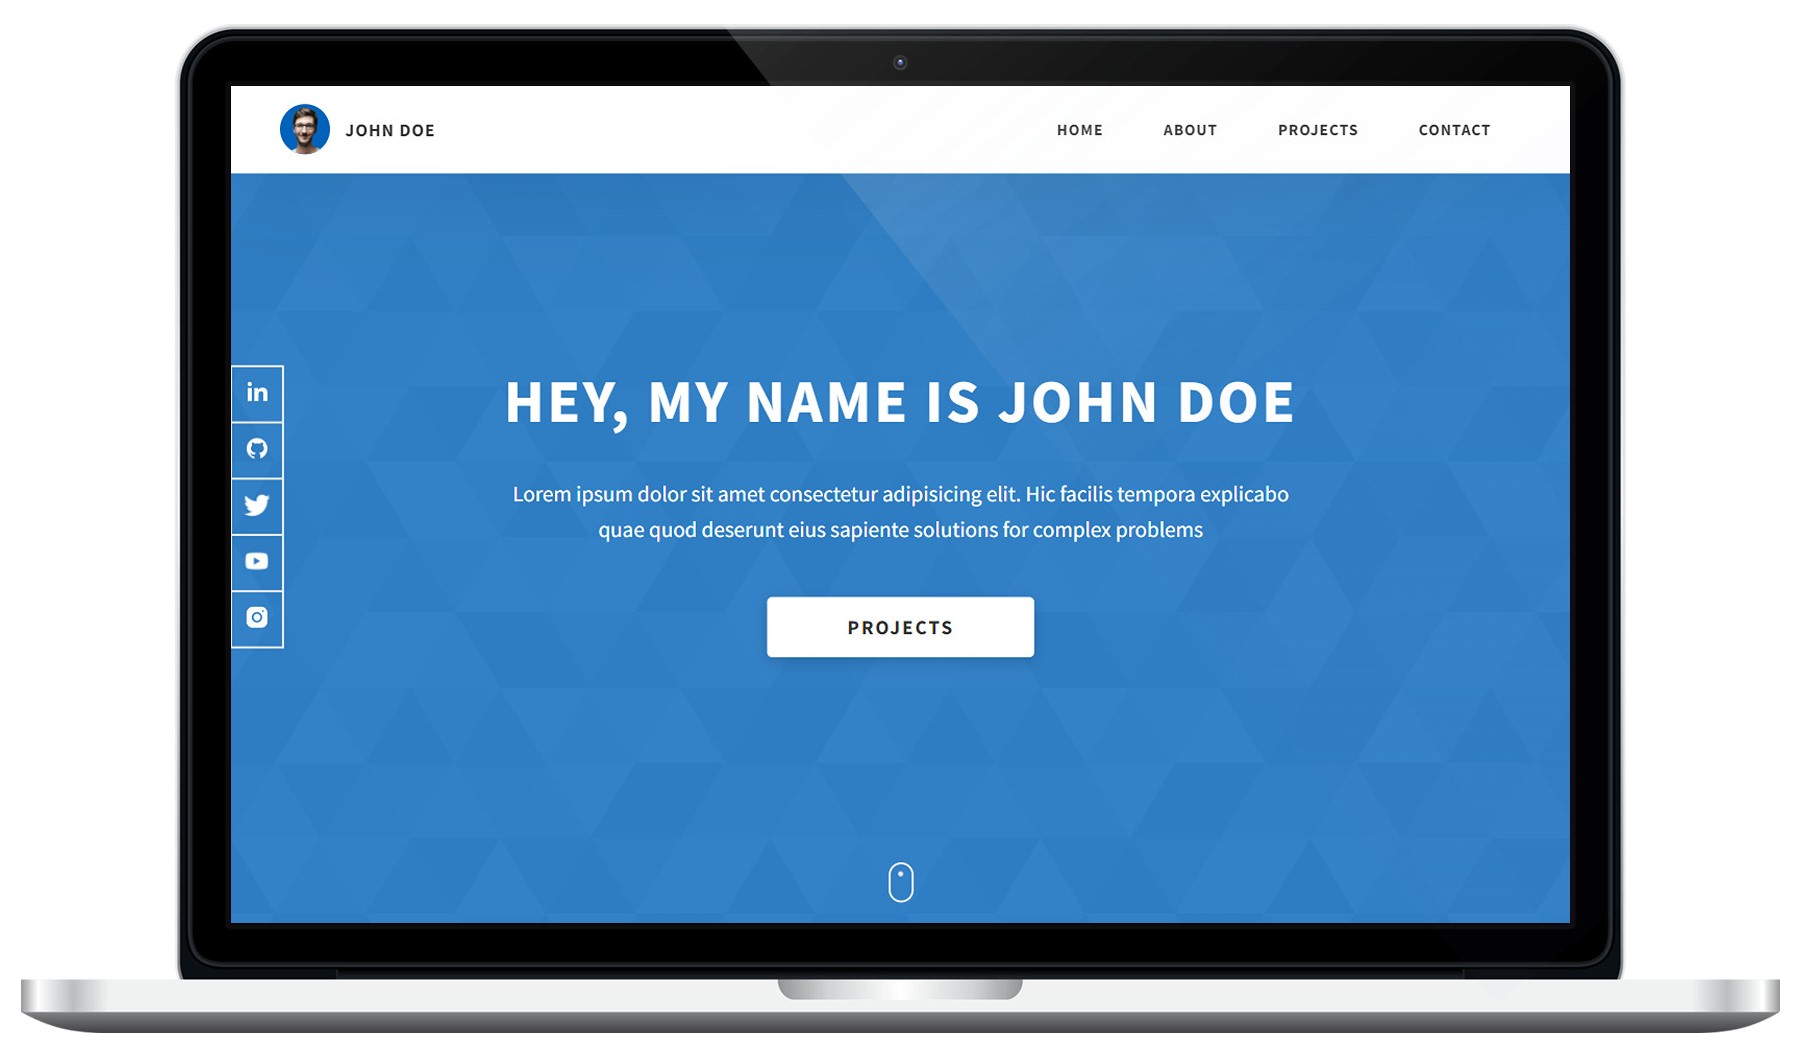 JOHN DOE
HOME ABOUT PROJECTS CONTACT
in
HEY, MY NAME IS JOHN DOE
Lorem ipsum dolor sit amet consectetur adipisicing elit. Hic facilis tempora explicabo
quae quod deserunt eius sapiente solutions for complex problems
PROJECTS